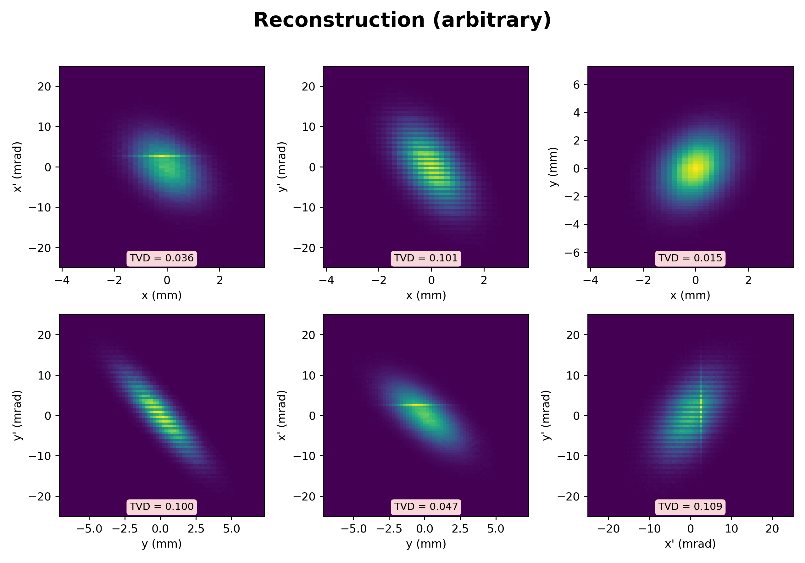 Reconstruction (arbitrary)
20
10
0
−10
−20
x' (mrad)
TVD = 0.036
−4 −2 0 2
x (mm)
20
10
0
−10
−20
y' (mrad)
TVD = 0.101
−4 −2 0 2
x (mm)
6
4
2
0
−2
−4
−6
y (mm)
TVD = 0.015
−4 −2 0 2
x (mm)
20
10
0
−10
−20
y' (mrad)
TVD = 0.100
−5.0 −2.5 0.0 2.5 5.0
y (mm)
20
10
0
−10
−20
x' (mrad)
TVD = 0.047
−5.0 −2.5 0.0 2.5 5.0
y (mm)
20
10
0
−10
−20
y' (mrad)
TVD = 0.109
−20 −10 0 10 20
x' (mrad)